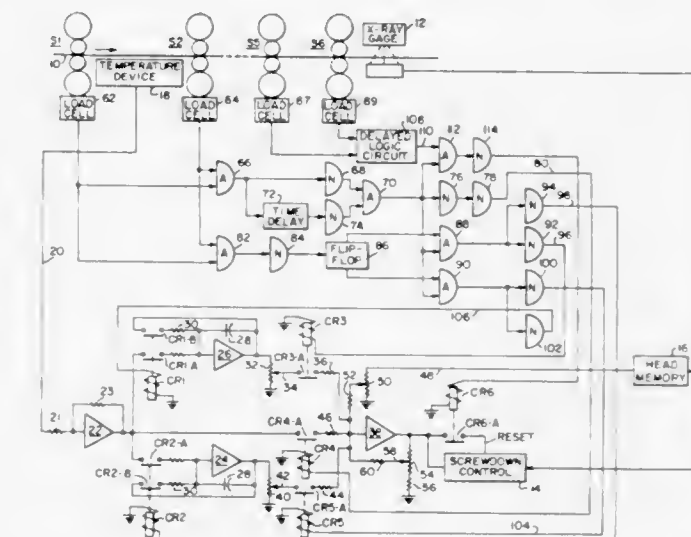 S1 S2 S5 S6 X-RAY GAGE 12
10 TEMPERATURE DEVICE 18
LOAD CELL 62 LOAD CELL 64 LOAD CELL 67 LOAD CELL 69
108 DELAYED LOGIC CIRCUIT 110 112 114
A N 80
66 A 68 N 70 A 76 N 78 N 94 N 98
72 TIME DELAY 74 N
88 A 92 N 96
82 A 84 N FLIP-FLOP 86
90 A 100 N
20 106 102 N
30 CR1-B 28 CR3
CR1-A 26 32 CR3-A 36 48 HEAD MEMORY 16
23 CR1 34 52 50 CR6
21 22 CR4-A 46 38 CR6-A RESET
CR2-A 24 CR4 58 60 54 SCREWDOWN CONTROL 14
CR2-B 30 28 42 40 44 CR5-A 56
CR2 CR5 104